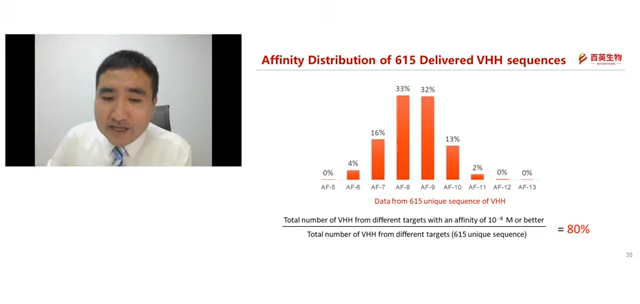 Affinity Distribution of 615 Delivered VHH sequences
百英生物
33%
32%
16%
13%
4%
2%
0%
0%
0%
AF-5 AF-6 AF-7 AF-8 AF-9 AF-10 AF-11 AF-12 AF-13
Data from 615 unique sequence of VHH
Total number of VHH from different targets with an affinity of 10⁻⁸ M or better
Total number of VHH from different targets (615 unique sequence)
= 80%
38